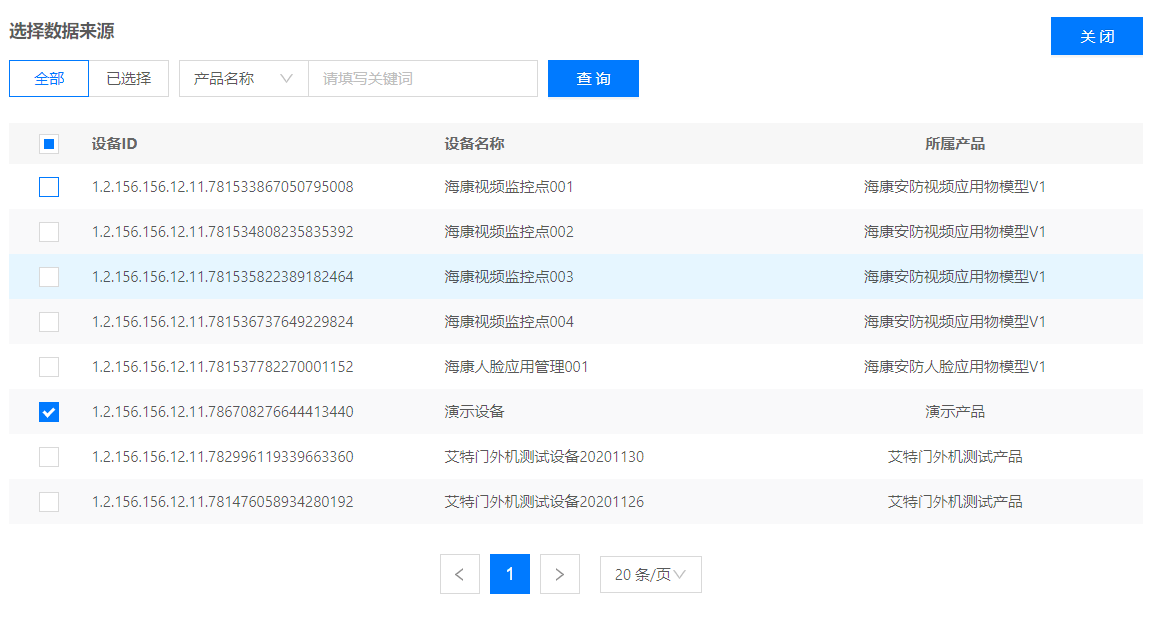 选择数据来源
关 闭
全部 已选择 产品名称 请填写关键词 查 询
设备ID 设备名称 所属产品
1.2.156.156.12.11.781533867050795008 海康视频监控点001 海康安防视频应用物模型V1
1.2.156.156.12.11.781534808235835392 海康视频监控点002 海康安防视频应用物模型V1
1.2.156.156.12.11.781535822389182464 海康视频监控点003 海康安防视频应用物模型V1
1.2.156.156.12.11.781536737649229824 海康视频监控点004 海康安防视频应用物模型V1
1.2.156.156.12.11.781537782270001152 海康人脸应用管理001 海康安防人脸应用物模型V1
1.2.156.156.12.11.786708276644413440 演示设备 演示产品
1.2.156.156.12.11.782996119339663360 艾特门外机测试设备20201130 艾特门外机测试产品
1.2.156.156.12.11.781476058934280192 艾特门外机测试设备20201126 艾特门外机测试产品
< 1 > 20 条/页